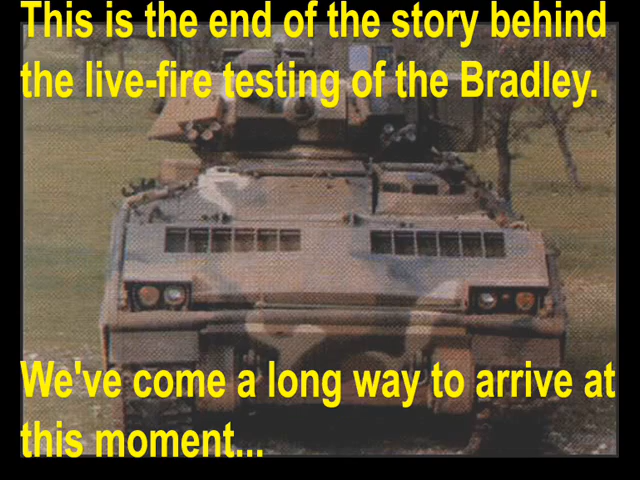 This is the end of the story behind
the live-fire testing of the Bradley.
We've come a long way to arrive at
this moment...